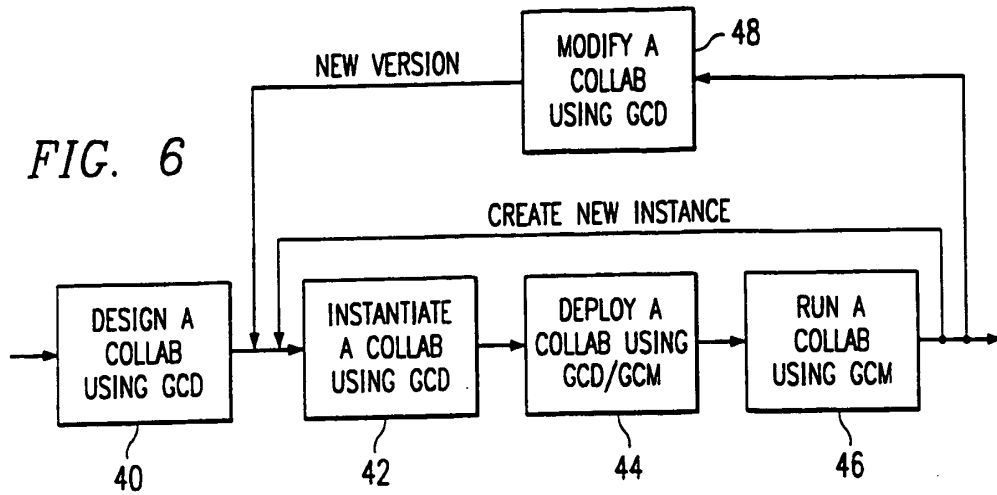 MODIFY A
COLLAB
USING GCD
48
NEW VERSION
FIG. 6
CREATE NEW INSTANCE
DESIGN A
COLLAB
USING GCD
INSTANTIATE
A COLLAB
USING GCD
DEPLOY A
COLLAB USING
GCD/GCM
RUN A
COLLAB
USING GCM
40
42
44
46